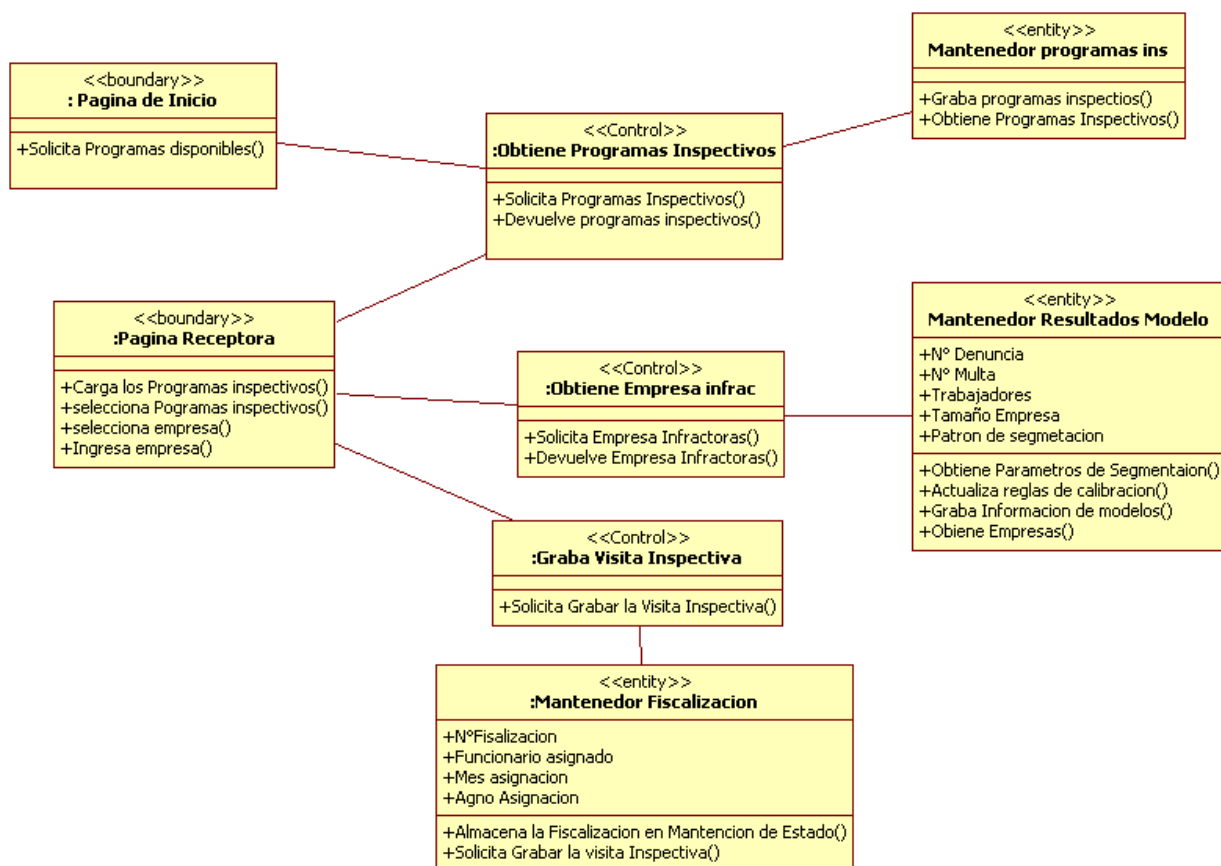 <<boundary>>
: Pagina de Inicio
+Solicita Programas disponibles()
<<Control>>
:Obtiene Programas Inspectivos
+Solicita Programas Inspectivos()
+Devuelve programas inspectivos()
<<entity>>
Mantenedor programas ins
+Graba programas inspectios()
+Obtiene Programas Inspectivos()
<<boundary>>
:Pagina Receptora
+Carga los Programas inspectivos()
+selecciona Pogramas inspectivos()
+selecciona empresa()
+Ingresa empresa()
<<Control>>
:Obtiene Empresa infrac
+Solicita Empresa Infractoras()
+Devuelve Empresa Infractoras()
<<entity>>
Mantenedor Resultados Modelo
+Nº Denuncia
+Nº Multa
+Trabajadores
+Tamaño Empresa
+Patron de segmetacion
+Obtiene Parametros de Segmentaion()
+Actualiza reglas de calibracion()
+Graba Informacion de modelos()
+Obiene Empresas()
<<Control>>
:Graba Visita Inspectiva
+Solicita Grabar la Visita Inspectiva()
<<entity>>
:Mantenedor Fiscalizacion
+NºFisalizacion
+Funcionario asignado
+Mes asignacion
+Agno Asignacion
+Almacena la Fiscalizacion en Mantencion de Estado()
+Solicita Grabar la visita Inspectiva()